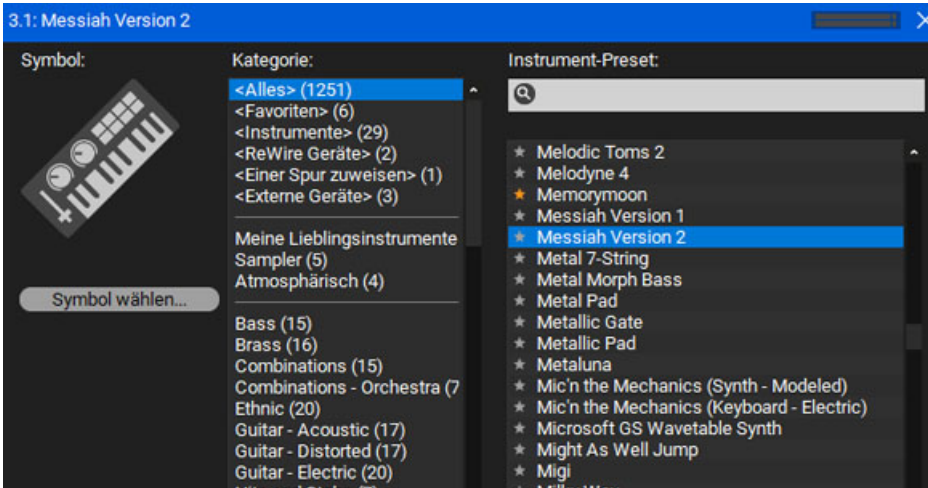 3.1: Messiah Version 2
Symbol:
Symbol wählen...
Kategorie:
<Alles> (1251)
<Favoriten> (6)
<Instrumente> (29)
<ReWire Geräte> (2)
<Einer Spur zuweisen> (1)
<Externe Geräte> (3)
Meine Lieblingsinstrumente
Sampler (5)
Atmosphärisch (4)
Bass (15)
Brass (16)
Combinations (15)
Combinations - Orchestra (7
Ethnic (20)
Guitar - Acoustic (17)
Guitar - Distorted (17)
Guitar - Electric (20)
Instrument-Preset:
Melodic Toms 2
Melodyne 4
Memorymoon
Messiah Version 1
Messiah Version 2
Metal 7-String
Metal Morph Bass
Metal Pad
Metallic Gate
Metallic Pad
Metaluna
Mic'n the Mechanics (Synth - Modeled)
Mic'n the Mechanics (Keyboard - Electric)
Microsoft GS Wavetable Synth
Might As Well Jump
Migi